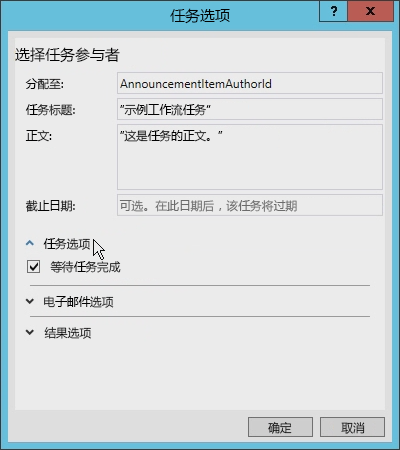 任务选项
?
x
选择任务参与者
分配至: AnnouncementItemAuthorId
任务标题: "示例工作流任务"
正文: "这是任务的正文。"
截止日期: 可选。在此日期后，该任务将过期
任务选项
等待任务完成
电子邮件选项
结果选项
确定 取消